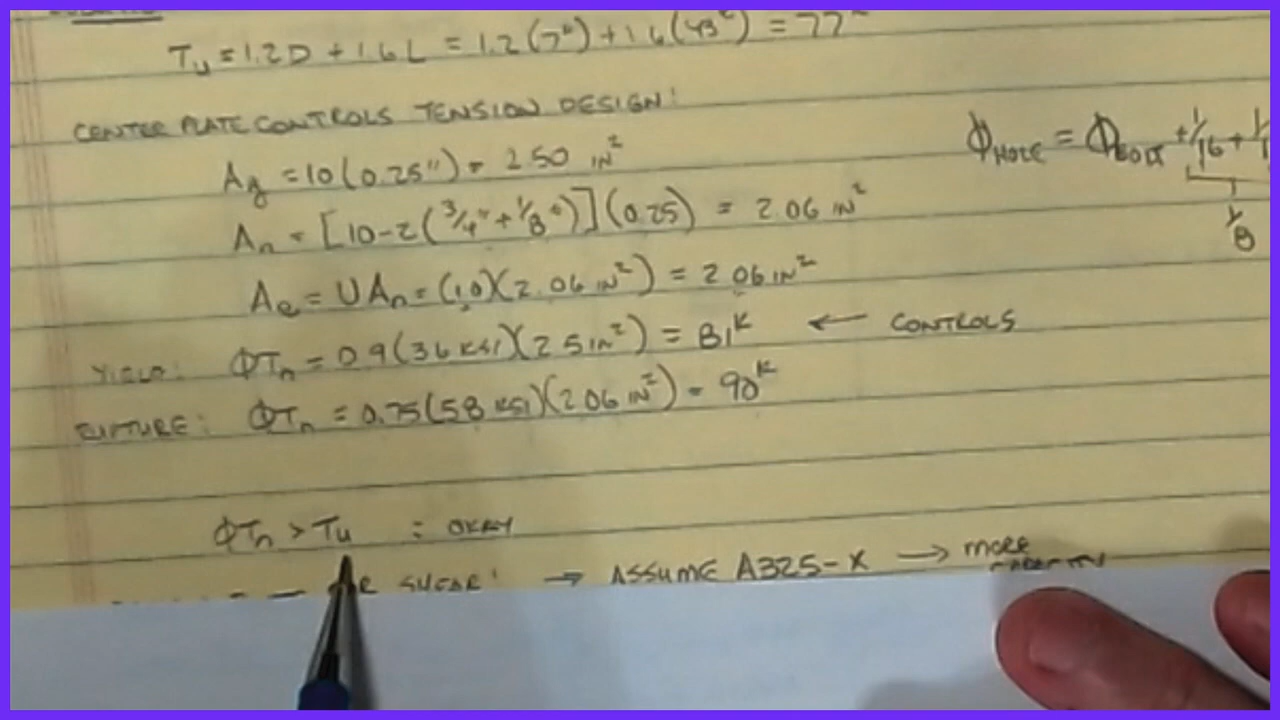 Tu = 1.2D + 1.6L = 1.2(7ᵏ) + 1.6(43ᵏ) = 77ᵏ
CENTER PLATE CONTROLS TENSION DESIGN:
Ag = 10(0.25") = 2.50 IN²
ϕHOLE = ϕBOLT + 1/16 +
1/8
An = [10-2(3/4" + 1/8")](0.25) = 2.06 IN²
Ae = UAn = (1.0)(2.06 IN²) = 2.06 IN²
YIELD: ϕTn = 0.9(36 KSI)(2.5 IN²) = 81ᴷ ← CONTROLS
RUPTURE: ϕTn = 0.75(58 KSI)(2.06 IN²) = 90ᴷ
ϕTn > Tu ∴ OKAY
SHEAR: → ASSUME A325-X → MORE
CAPACITY